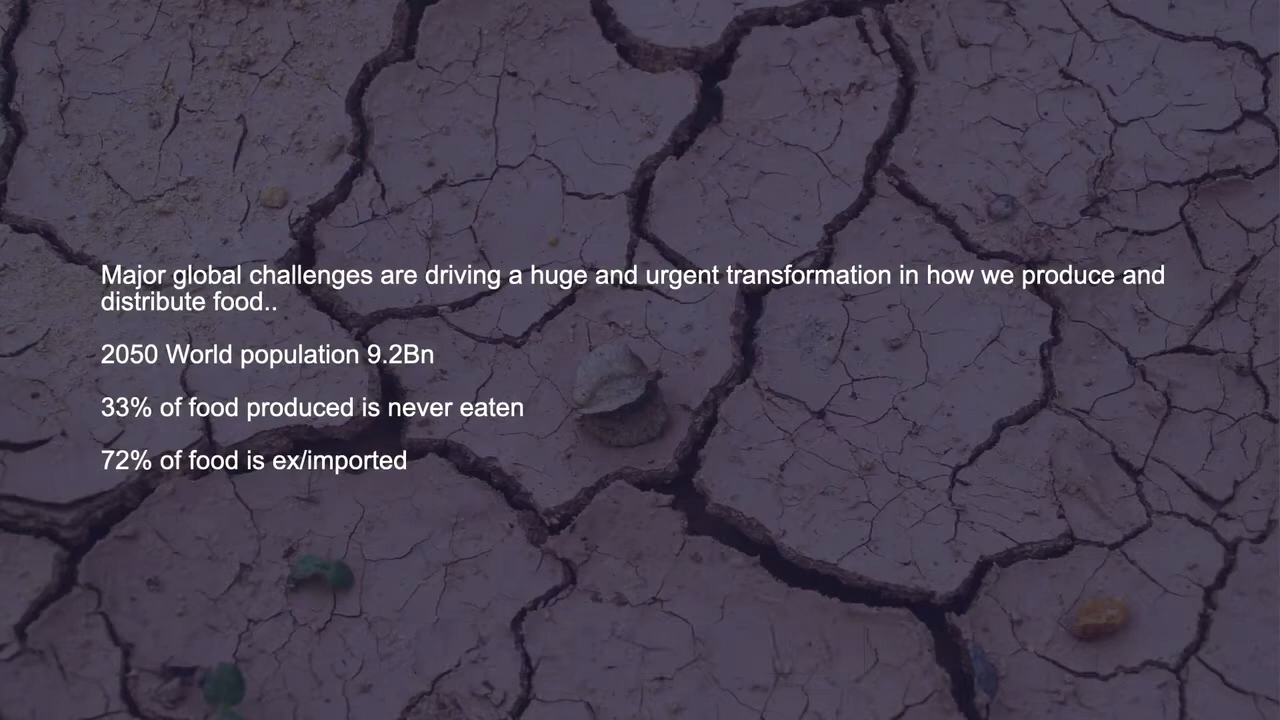 Major global challenges are driving a huge and urgent transformation in how we produce and
distribute food..
2050 World population 9.2Bn
33% of food produced is never eaten
72% of food is ex/imported